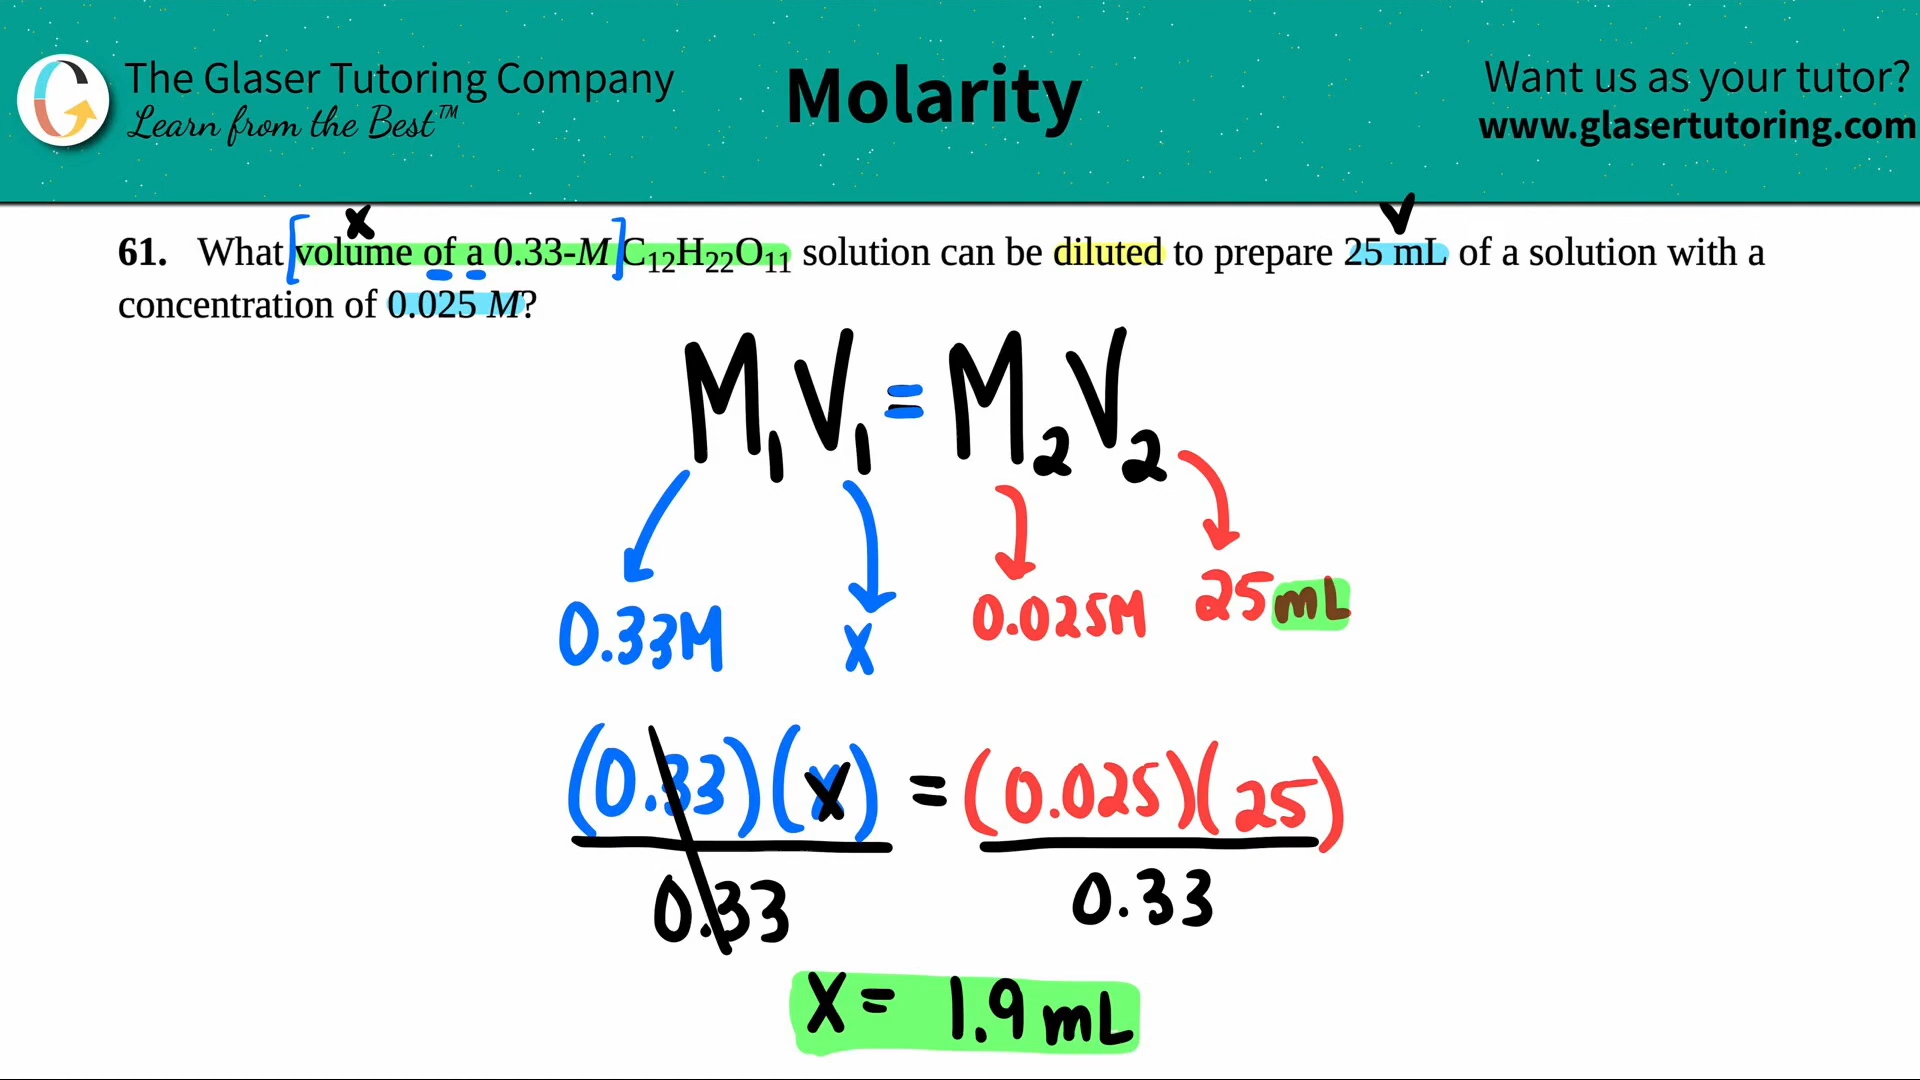 The Glaser Tutoring Company
Learn from the Best™
Molarity
Want us as your tutor?
www.glasertutoring.com
61. What [volume of a 0.33-M] C₁₂H₂₂O₁₁ solution can be diluted to prepare 25 mL of a solution with a
concentration of 0.025 M?
M₁V₁ = M₂V₂
0.33M x 0.025M 25 mL
(0.33)(x) = (0.025)(25)
0.33 0.33
X = 1.9 mL